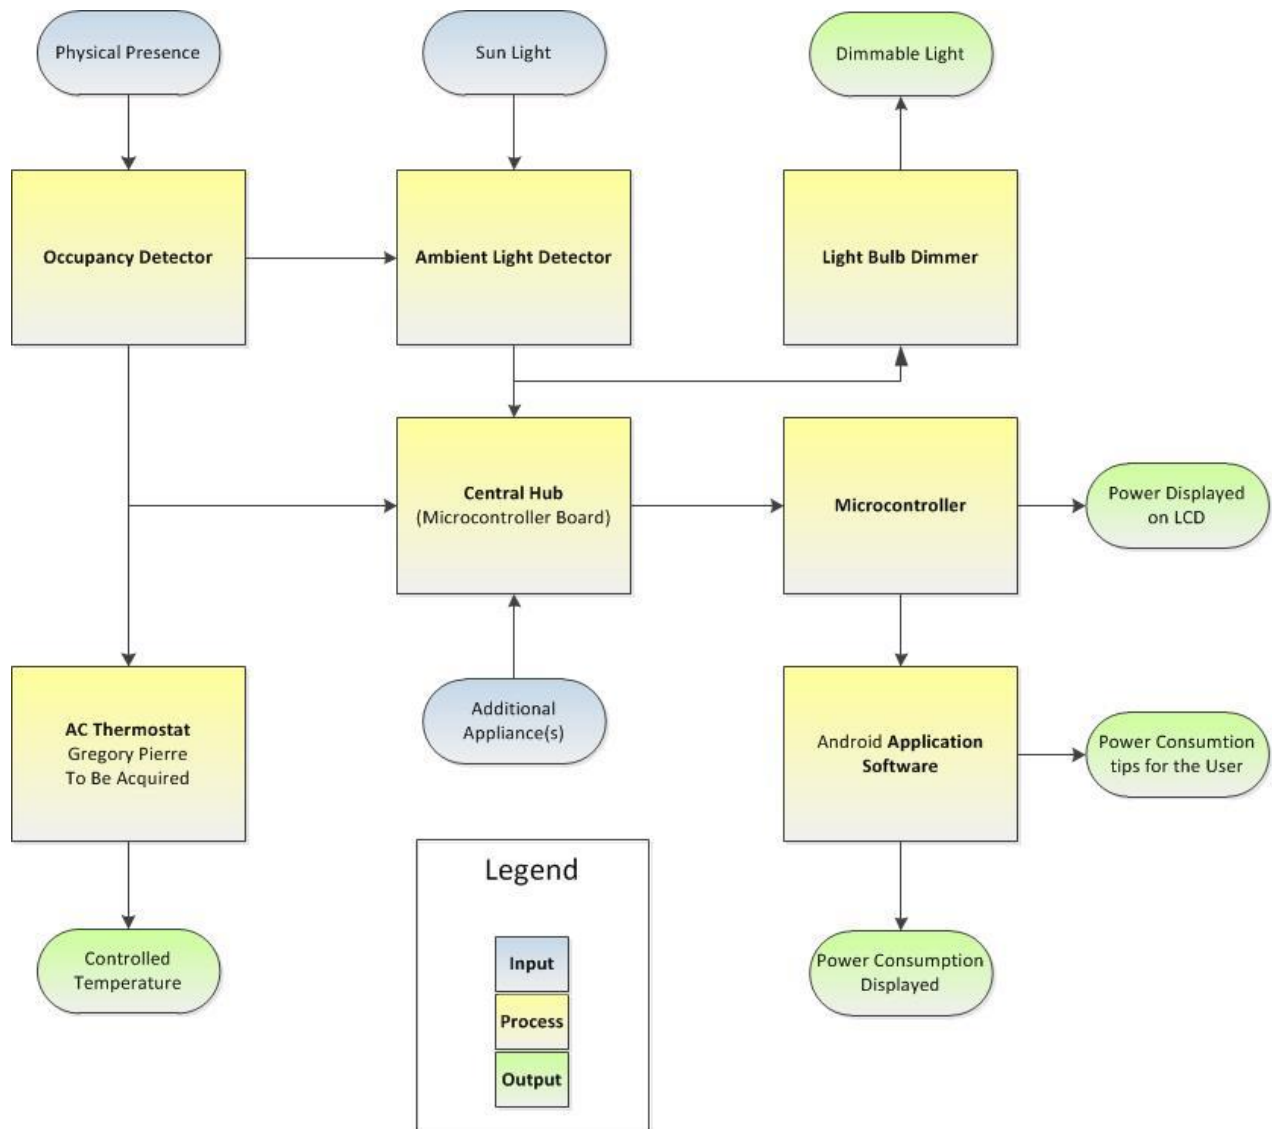 Physical Presence
Sun Light
Dimmable Light
Occupancy Detector
Ambient Light Detector
Light Bulb Dimmer
Central Hub
(Microcontroller Board)
Microcontroller
Power Displayed
on LCD
AC Thermostat
Gregory Pierre
To Be Acquired
Additional
Appliance(s)
Android Application
Software
Power Consumtion
tips for the User
Controlled
Temperature
Legend
Input
Process
Output
Power Consumption
Displayed